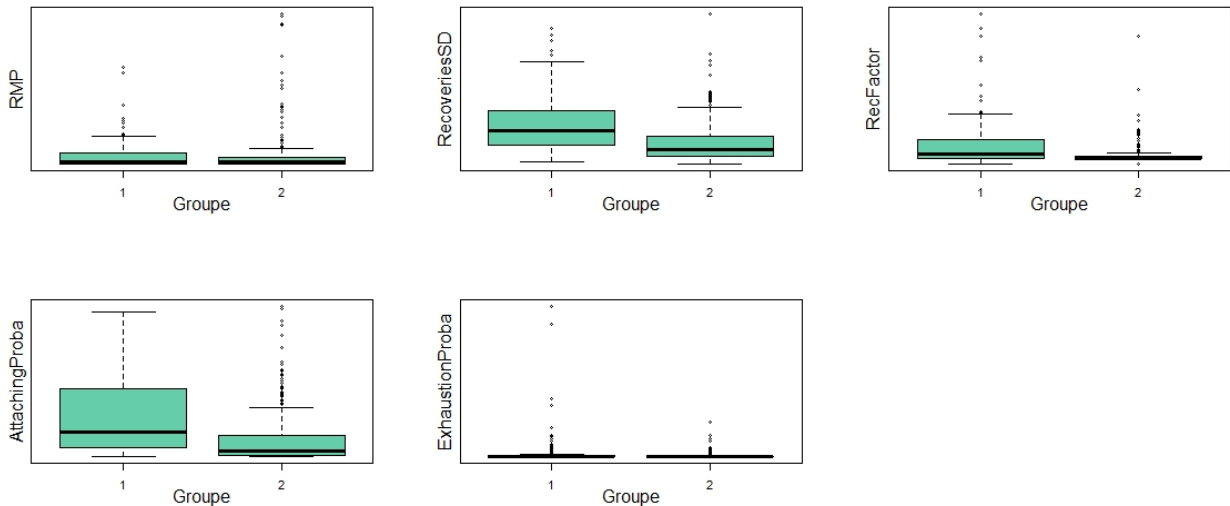 RMP
1 2
Groupe
RecoveriesSD
1 2
Groupe
RecFactor
1 2
Groupe
AttachingProba
1 2
Groupe
ExhaustionProba
1 2
Groupe